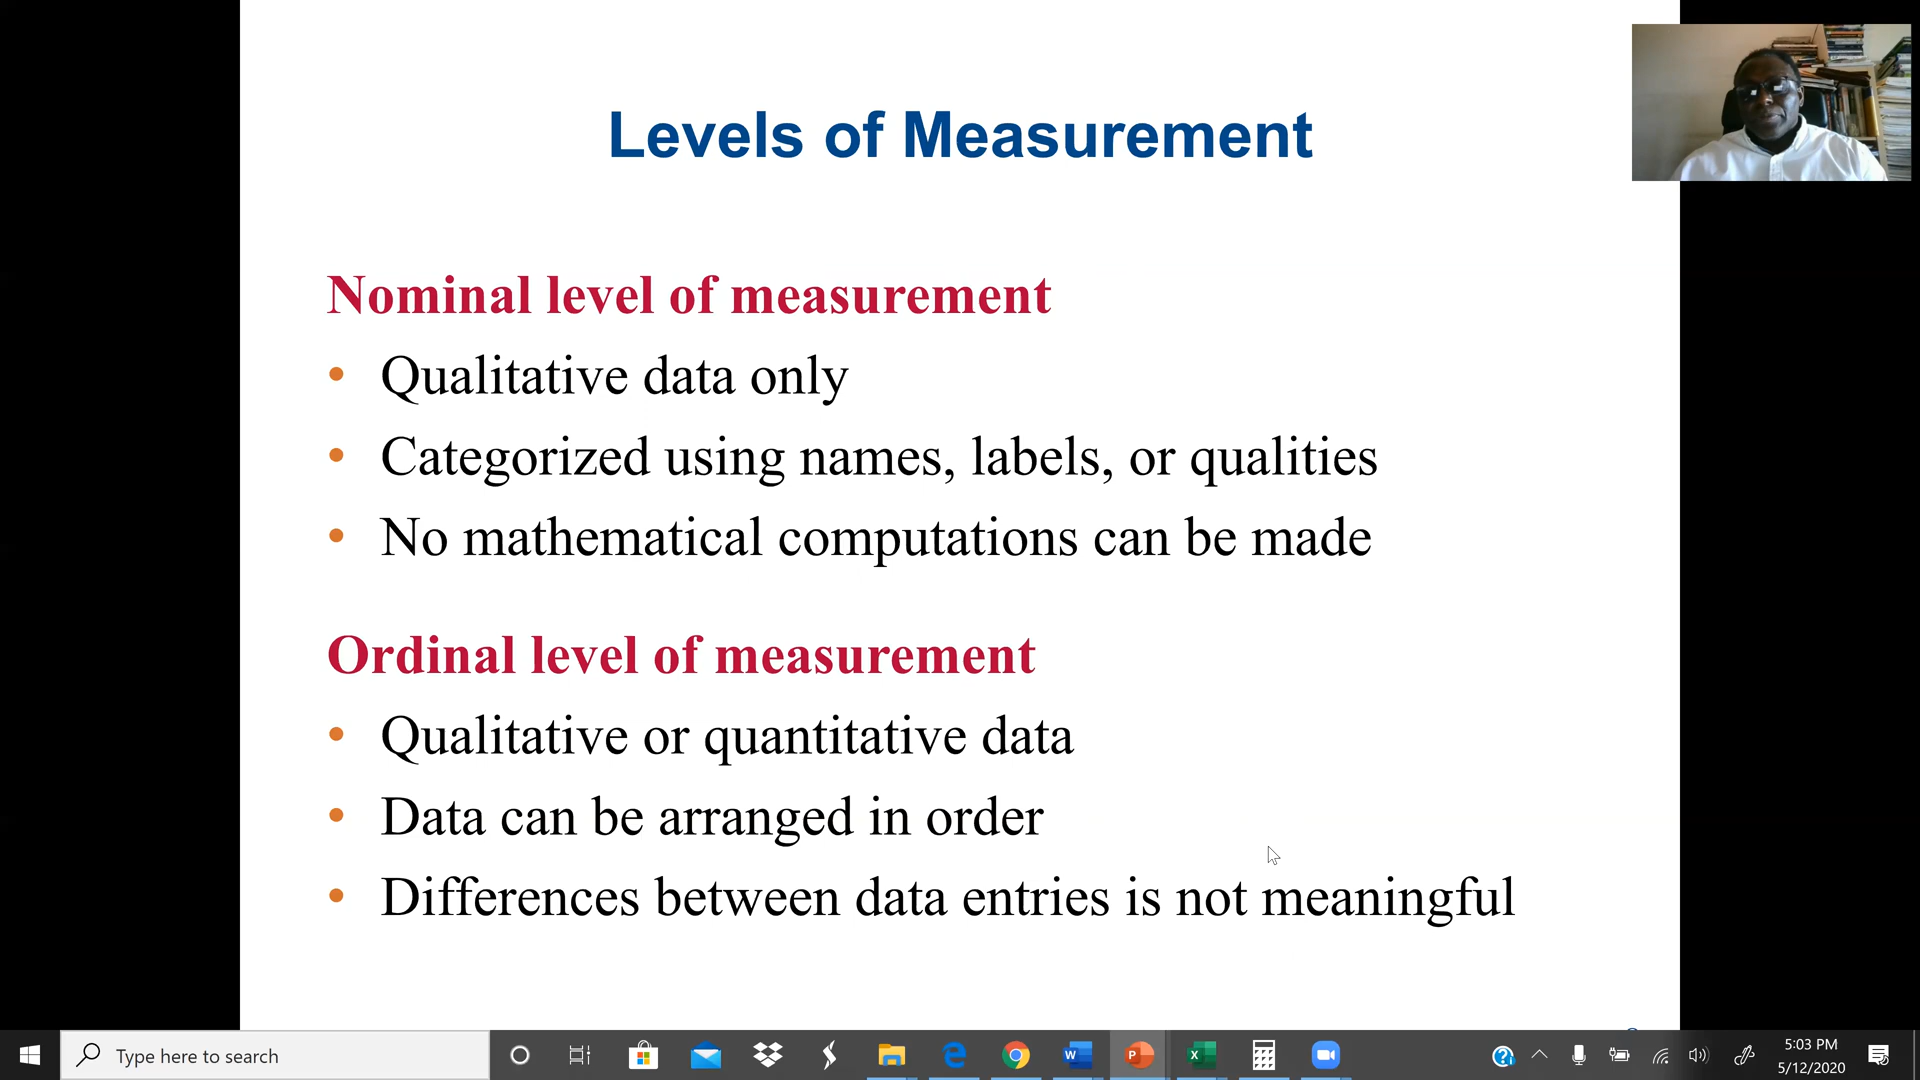 Levels of Measurement
Nominal level of measurement
• Qualitative data only
• Categorized using names, labels, or qualities
• No mathematical computations can be made
Ordinal level of measurement
• Qualitative or quantitative data
• Data can be arranged in order
• Differences between data entries is not meaningful
Type here to search
5:03 PM
5/12/2020